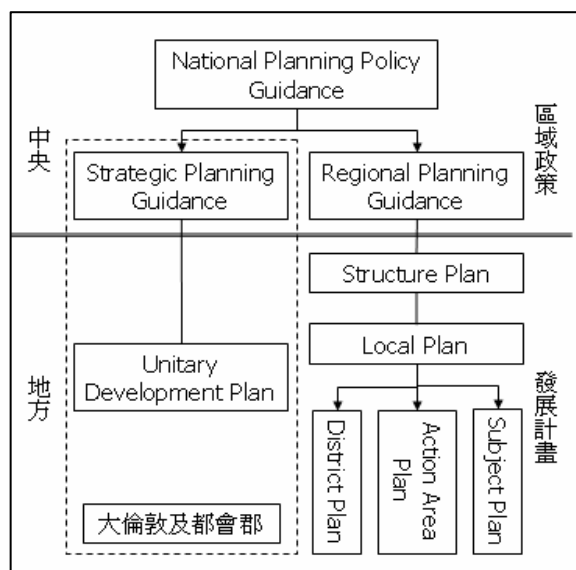 National Planning Policy
Guidance
中央
區域政策
Strategic Planning
Guidance
Regional Planning
Guidance
Structure Plan
地方
Unitary
Development Plan
Local Plan
發展計畫
District Plan
Action Area
Plan
Subject Plan
大倫敦及都會郡